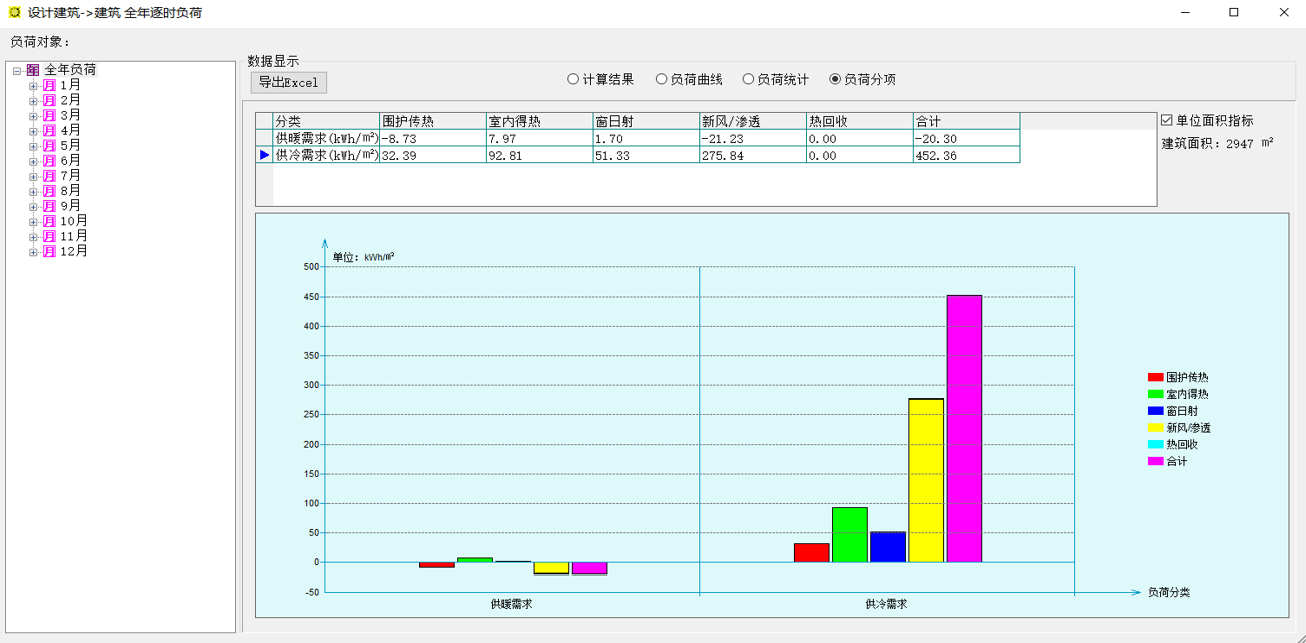 设计建筑->建筑 全年逐时负荷
负荷对象：
全年负荷
1月
2月
3月
4月
5月
6月
7月
8月
9月
10月
11月
12月
数据显示
导出Excel
计算结果 负荷曲线 负荷统计 负荷分项
分类 围护传热 室内得热 窗日射 新风/渗透 热回收 合计
供暖需求(kWh/㎡) -8.73 7.97 1.70 -21.23 0.00 -20.30
供冷需求(kWh/㎡) 32.39 92.81 51.33 275.84 0.00 452.36
单位面积指标
建筑面积：2947 ㎡
单位：kWh/㎡
500
450
400
350
300
250
200
150
100
50
0
-50
供暖需求 供冷需求
负荷分类
围护传热
室内得热
窗日射
新风/渗透
热回收
合计